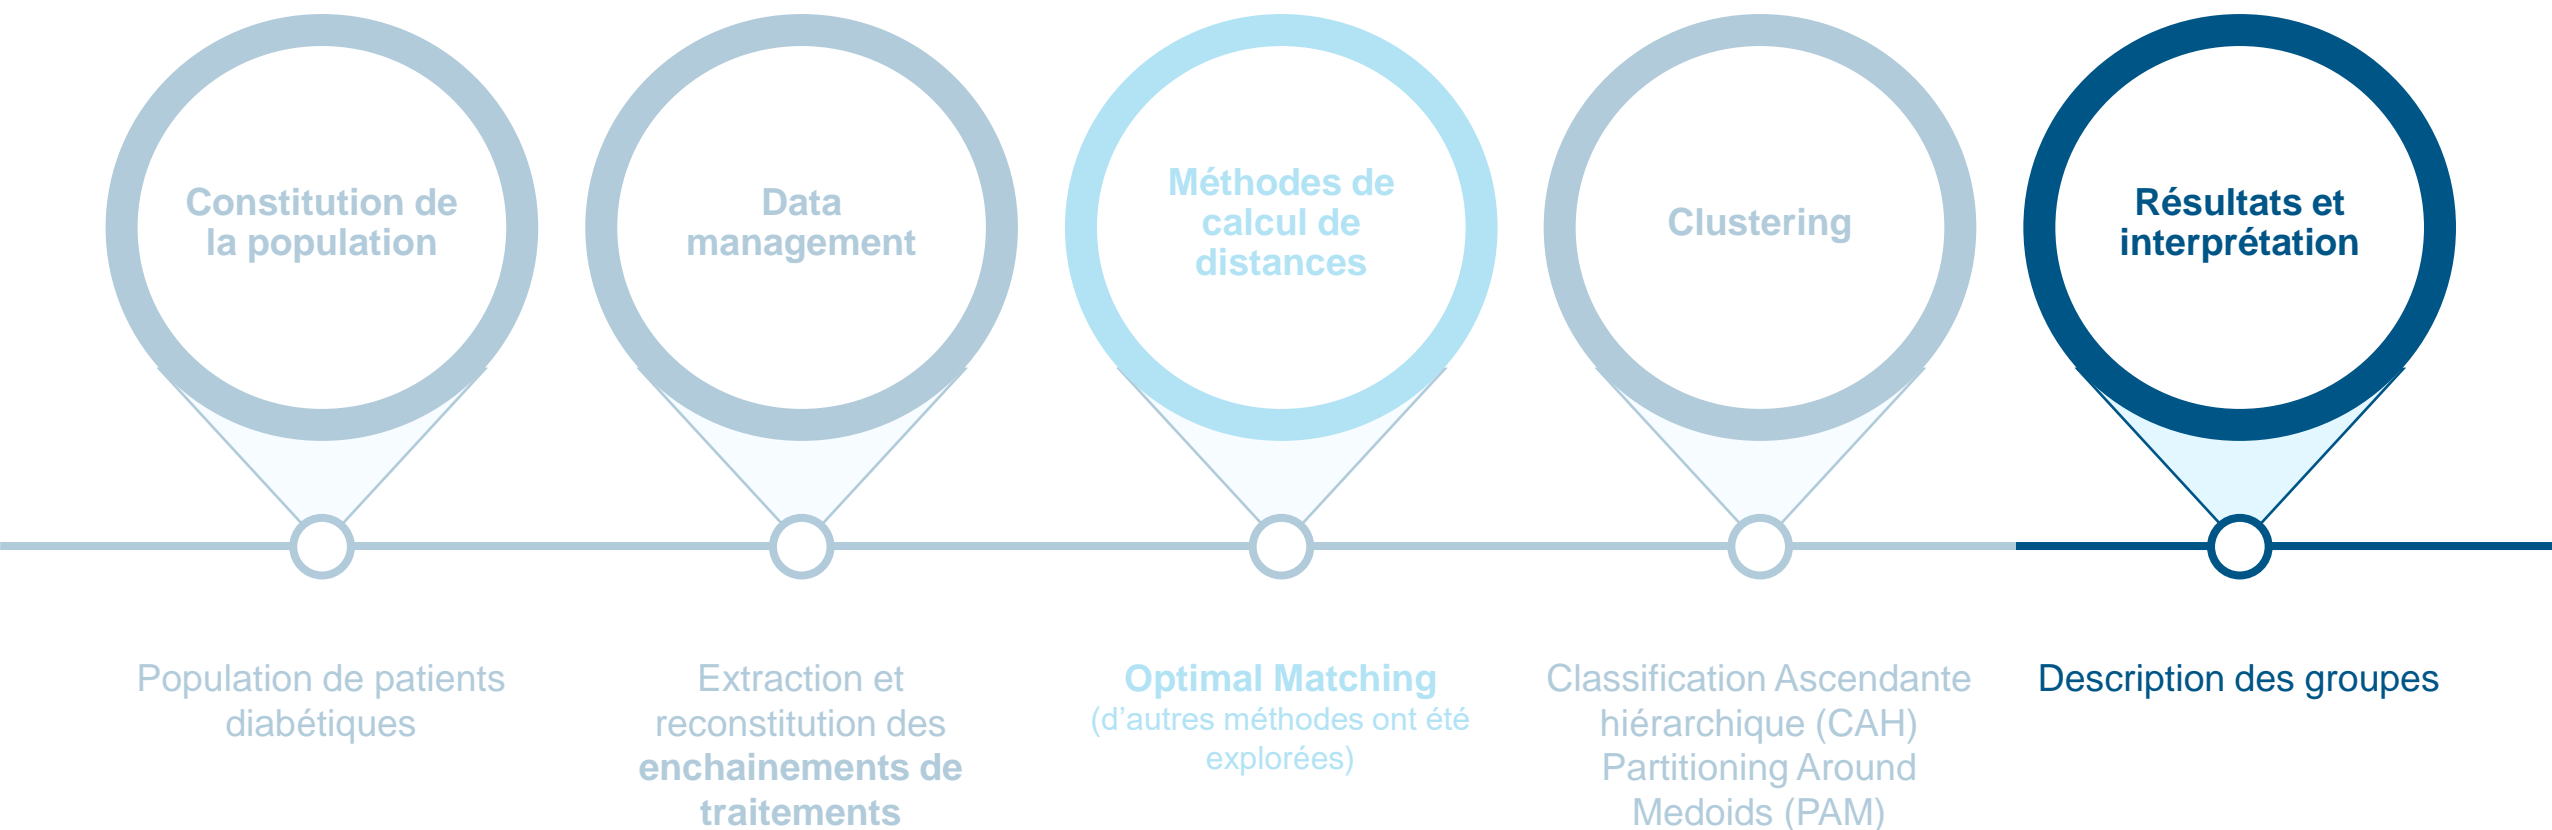 Constitution de
la population
Data
management
Méthodes de
calcul de
distances
Clustering
Résultats et
interprétation
Population de patients
diabétiques
Extraction et
reconstitution des
enchainements de
traitements
Optimal Matching
(d’autres méthodes ont été
explorées)
Classification Ascendante
hiérarchique (CAH)
Partitioning Around
Medoids (PAM)
Description des groupes